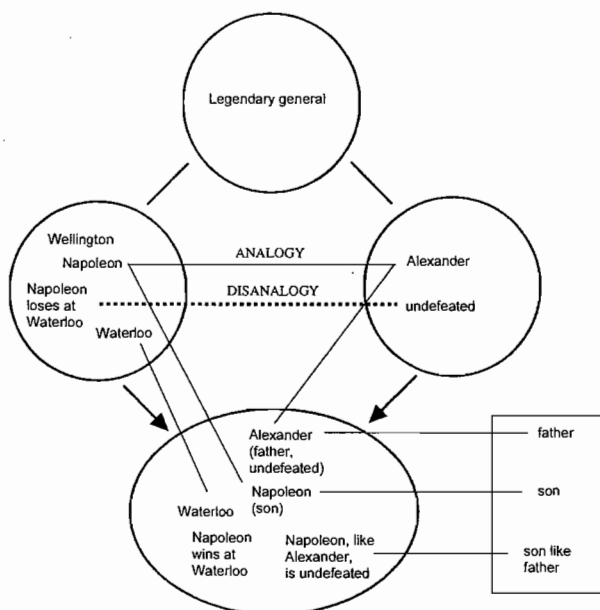 Legendary general
Wellington
Napoleon
Napoleon
loses at
Waterloo
Waterloo
ANALOGY
DISANALOGY
Alexander
undefeated
Alexander
(father,
undefeated)
Napoleon
(son)
Waterloo
Napoleon
wins at
Waterloo
Napoleon, like
Alexander,
is undefeated
father
son
son like
father